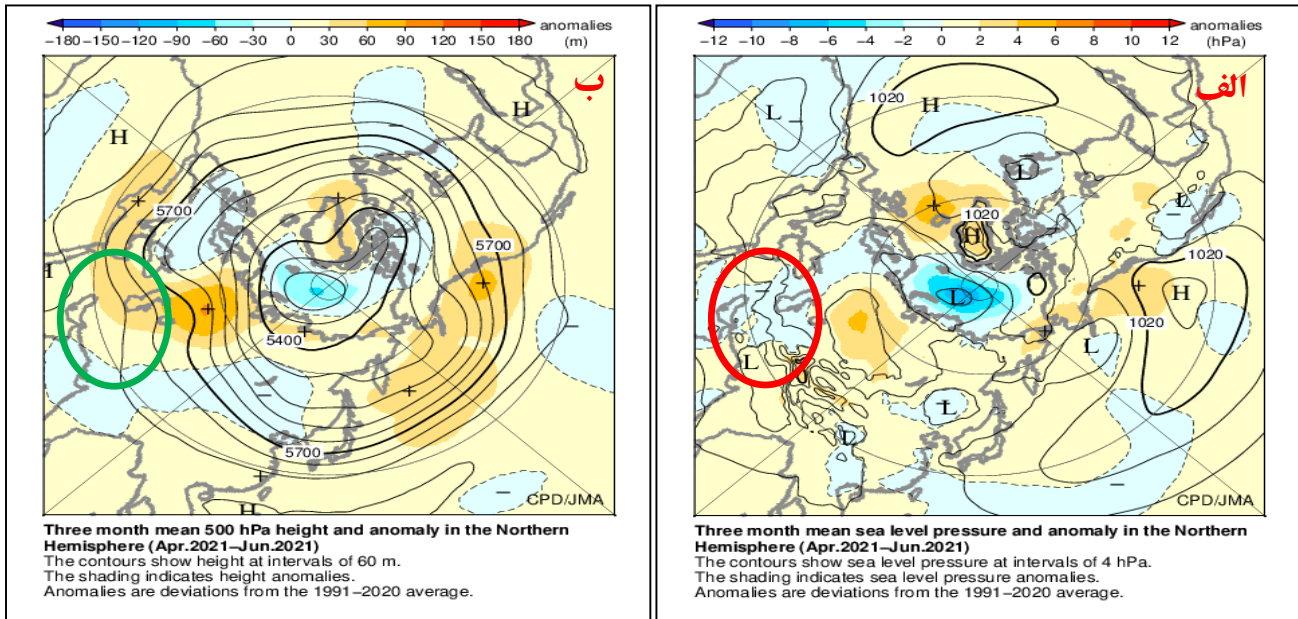 −180 −150 −120 −90 −60 −30 0 20 30 60 90 120 150 180
anomalies
(m)
ب
H
H
5700
5700
H
5400
5700
H
CPD/JMA
Three month mean 500 hPa height and anomaly in the Northern
Hemisphere (Apr.2021−Jun.2021)
The contours show height at intervals of 60 m.
The shading indicates height anomalies.
Anomalies are deviations from the 1991−2020 average.
−12 −10 −8 −6 −4 −2 0 2 4 6 8 10 12
anomalies
(hPa)
الف
1020
H
L
L
L
1020
H
1020
H
L
1020
L
L
L
L
CPD/JMA
Three month mean sea level pressure and anomaly in the Northern
Hemisphere (Apr.2021−Jun.2021)
The contours show sea level pressure at intervals of 4 hPa.
The shading indicates sea level pressure anomalies.
Anomalies are deviations from the 1991−2020 average.